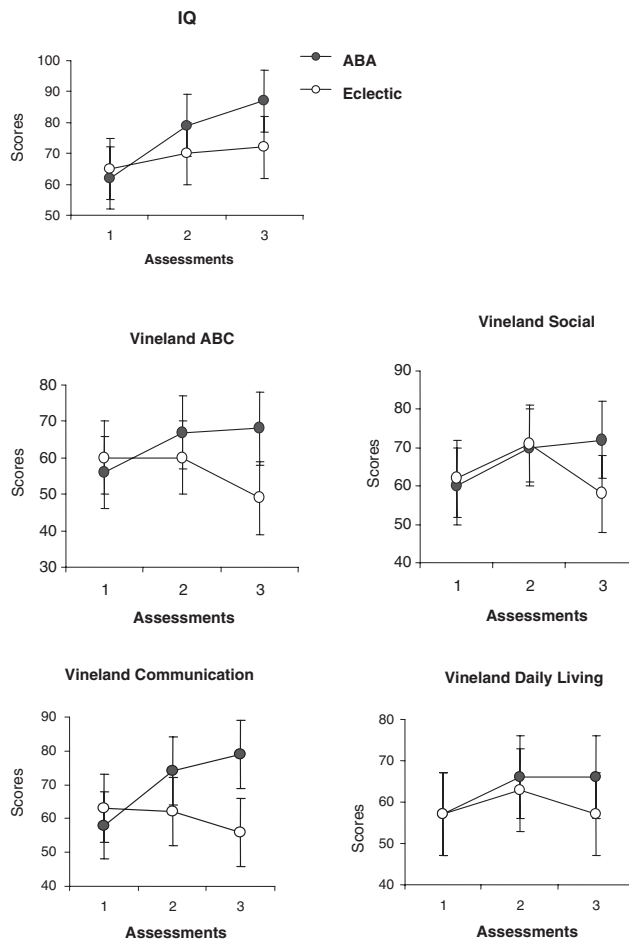 IQ
ABA
Eclectic
100
90
80
70
60
50
Scores
1 2 3
Assessments
Vineland ABC
80
70
60
50
40
30
Scores
1 2 3
Assessments
Vineland Social
90
80
70
60
50
40
Scores
1 2 3
Assessments
Vineland Communication
90
80
70
60
50
40
Scores
1 2 3
Assessments
Vineland Daily Living
80
70
60
50
40
Scores
1 2 3
Assessments